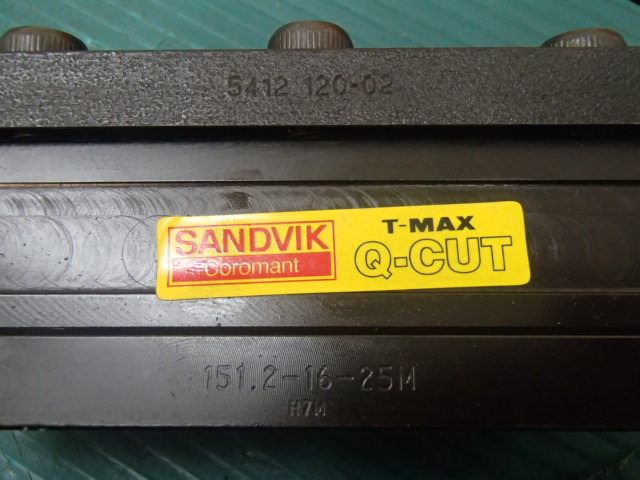 5412 120-02
SANDVIK
Coromant
T-MAX
Q-CUT
151.2-16-25M
H7M